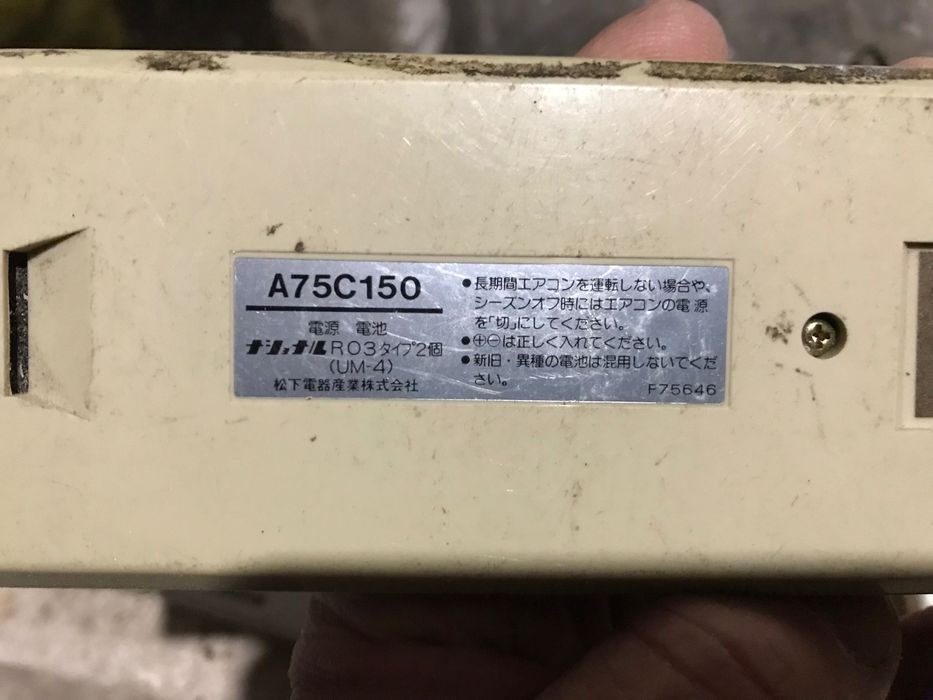 A75C150
電源 電池
ナショナル R03タイプ2個
(UM-4)
松下電器産業株式会社
●長期間エアコンを運転しない場合や、
シーズンオフ時にはエアコンの電源
を「切」にしてください。
●⊕⊖は正しく入れてください。
●新旧・異種の電池は混用しないでくだ
さい。
F75646